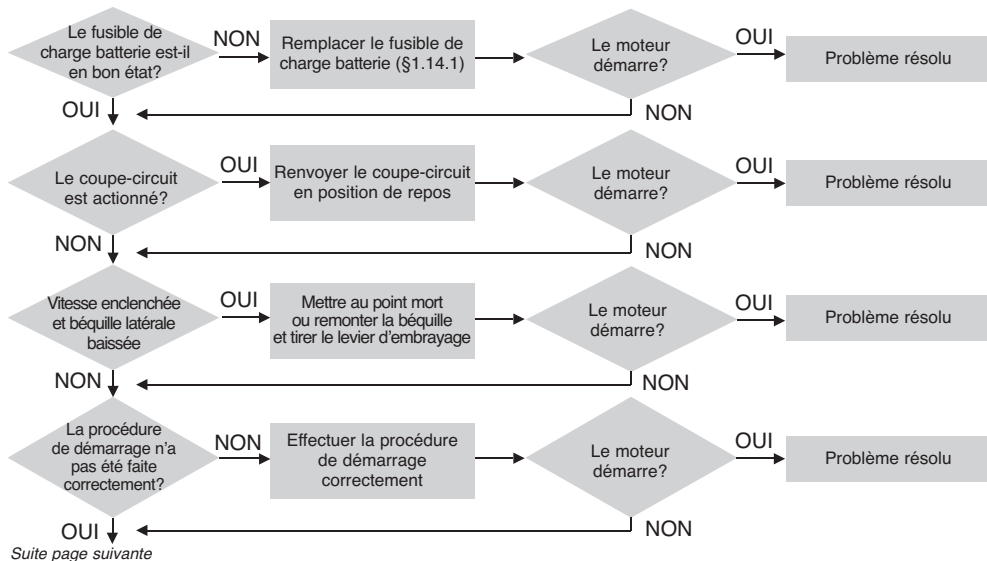 Le fusible de
charge batterie est-il
en bon état?
NON
Remplacer le fusible de
charge batterie (§1.14.1)
Le moteur
démarre?
OUI
Problème résolu
OUI
NON
Le coupe-circuit
est actionné?
OUI
Renvoyer le coupe-circuit
en position de repos
Le moteur
démarre?
OUI
Problème résolu
NON
NON
Vitesse enclenchée
et béquille latérale
baissée
OUI
Mettre au point mort
ou remonter la béquille
et tirer le levier d'embrayage
Le moteur
démarre?
OUI
Problème résolu
NON
NON
La procédure
de démarrage n'a
pas été faite
correctement?
NON
Effectuer la procédure
de démarrage
correctement
Le moteur
démarre?
OUI
Problème résolu
OUI
NON
Suite page suivante